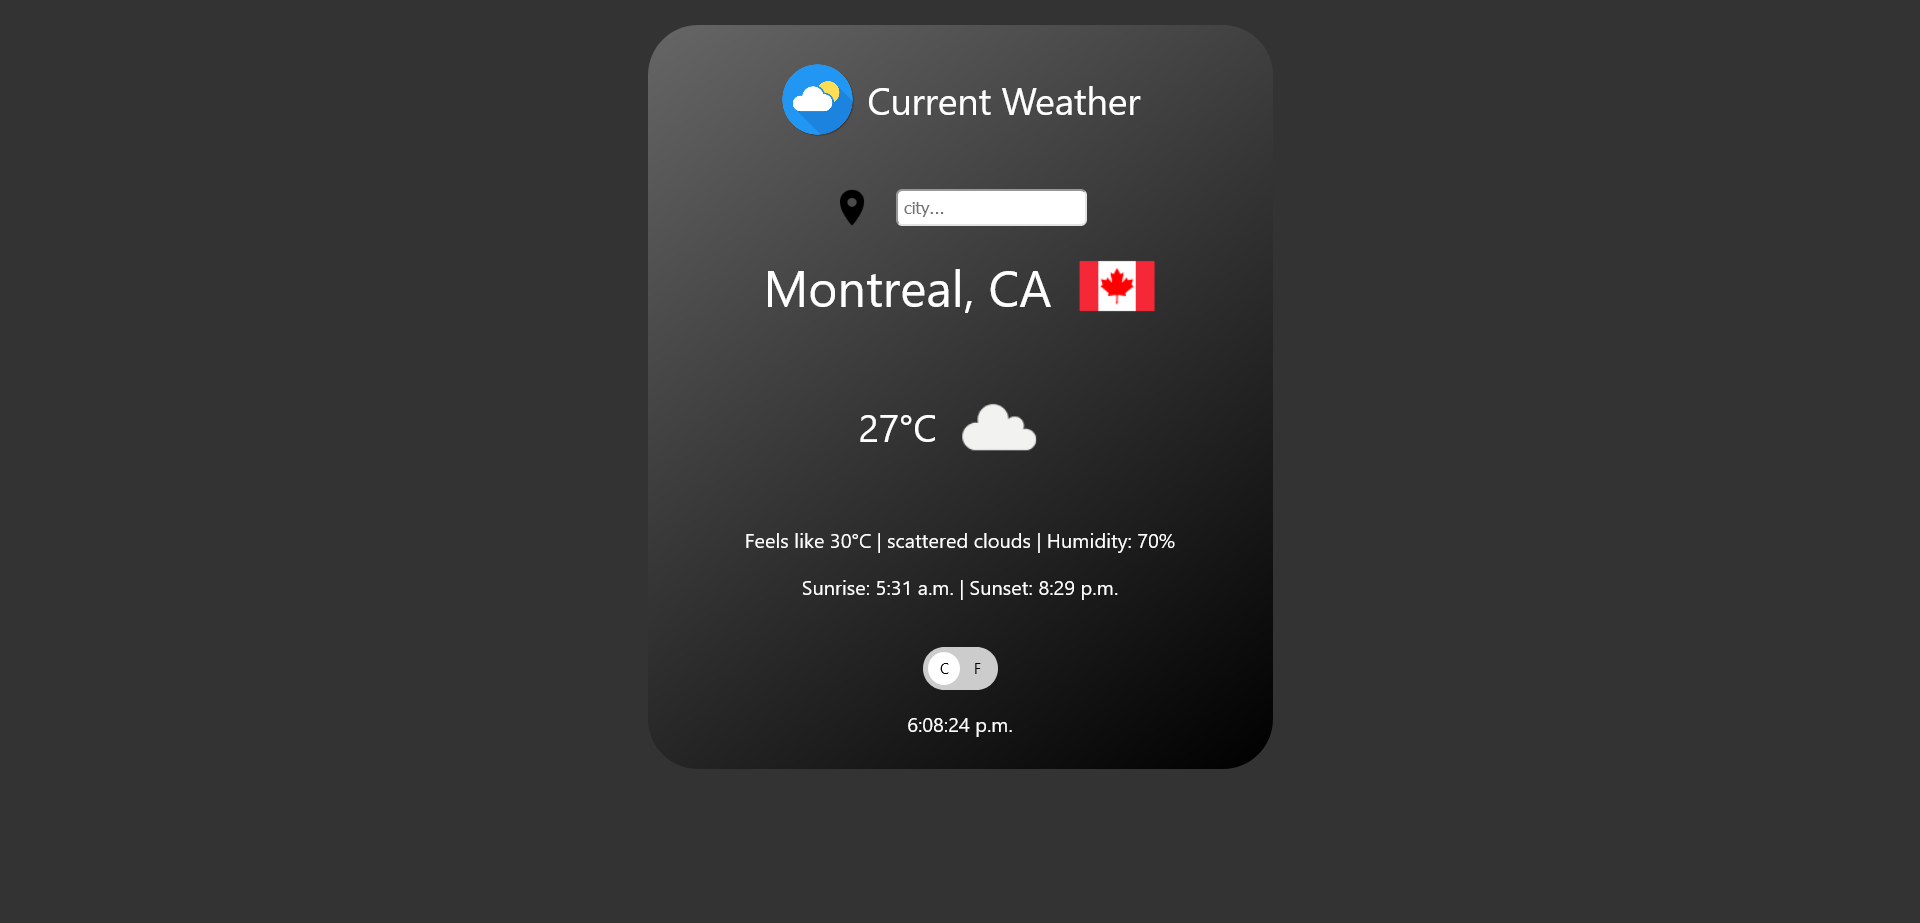 Current Weather
city...
Montreal, CA
27°C
Feels like 30°C | scattered clouds | Humidity: 70%
Sunrise: 5:31 a.m. | Sunset: 8:29 p.m.
C F
6:08:24 p.m.